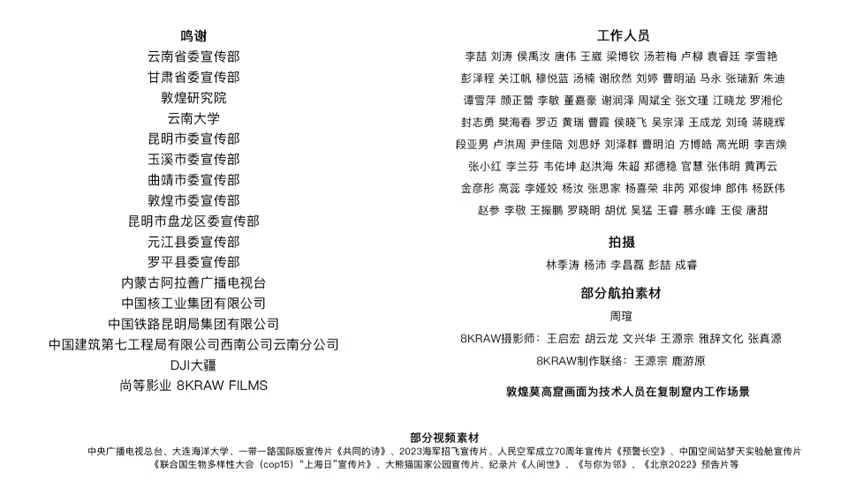 鸣谢
云南省委宣传部
甘肃省委宣传部
敦煌研究院
云南大学
昆明市委宣传部
玉溪市委宣传部
曲靖市委宣传部
敦煌市委宣传部
昆明市盘龙区委宣传部
元江县委宣传部
罗平县委宣传部
内蒙古阿拉善广播电视台
中国核工业集团有限公司
中国铁路昆明局集团有限公司
中国建筑第七工程局有限公司西南公司云南分公司
DJI大疆
尚等影业 8KRAW FILMS
工作人员
李喆 刘涛 侯禹汝 唐伟 王崴 梁博钦 汤若梅 卢柳 袁睿廷 李雪艳
彭泽程 关江帆 穆悦蓝 汤楠 谢欣然 刘婷 曹明涵 马永 张瑞新 朱迪
谭雪萍 颜正蕾 李敏 董嘉豪 谢润泽 周斌全 张文瑾 江晓龙 罗湘伦
封志勇 樊海春 罗迈 黄瑞 曹霞 侯晓飞 吴宗泽 王成龙 刘琦 蒋晓辉
段亚男 卢洪周 尹佳陪 刘思妤 刘泽群 曹明泊 方博皓 高光明 李吉焕
张小红 李兰芬 韦佑坤 赵洪海 朱超 郑德稳 官慧 张伟明 黄再云
金彦彤 高蕊 李娅姣 杨汝 张思家 杨喜荣 非芮 邓俊坤 郎伟 杨跃伟
赵参 李敬 王振鹏 罗晓明 胡优 吴猛 王睿 慕永峰 王俊 唐甜
拍摄
林季涛 杨沛 李昌磊 彭喆 成睿
部分航拍素材
周瑄
8KRAW摄影师：王启宏 胡云龙 文兴华 王源宗 雅辞文化 张真源
8KRAW制作联络：王源宗 鹿游原
敦煌莫高窟画面为技术人员在复制窟内工作场景
部分视频素材
中央广播电视总台、大连海洋大学、一带一路国际版宣传片《共同的诗》、2023海军招飞宣传片、人民空军成立70周年宣传片《预警长空》、中国空间站梦天实验舱宣传片
《联合国生物多样性大会（cop15）“上海日”宣传片》、大熊猫国家公园宣传片、纪录片《人间世》、《与你为邻》、《北京2022》预告片等